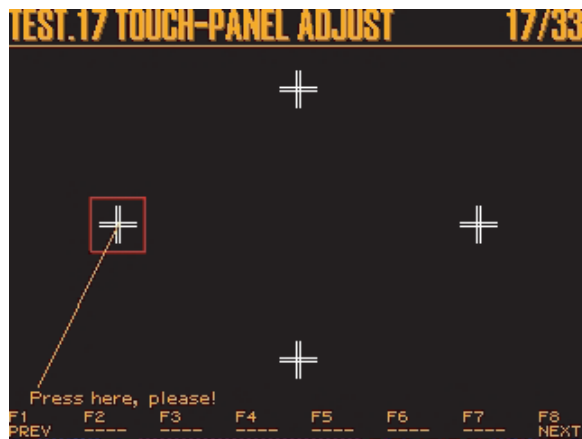 TEST.17 TOUCH-PANEL ADJUST 17/33
Press here, please!
F1 F2 F3 F4 F5 F6 F7 F8
PREV ---- ---- ---- ---- ---- ---- NEXT